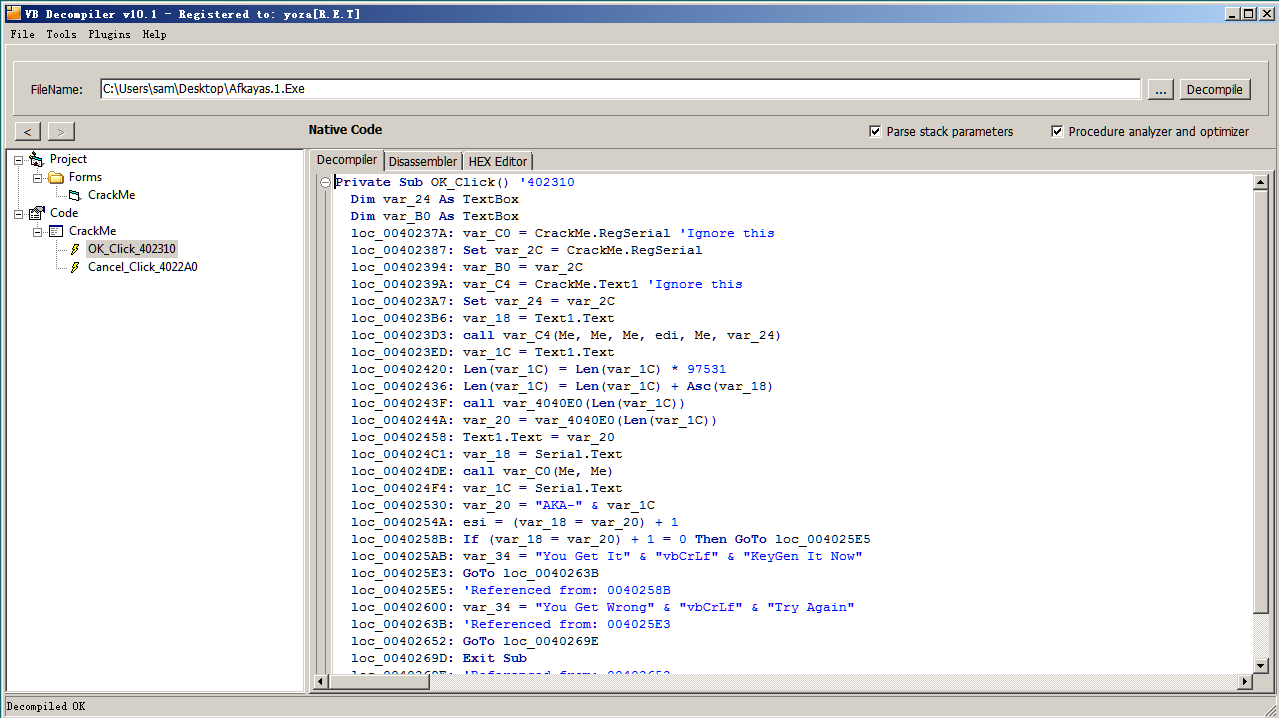 VB Decompiler v10.1 - Registered to: yoza[R.E.T]
File Tools Plugins Help
FileName: C:\Users\sam\Desktop\Afkayas.1.Exe ... Decompile
< > Native Code Parse stack parameters Procedure analyzer and optimizer
Project
Forms
CrackMe
Code
CrackMe
OK_Click_402310
Cancel_Click_4022A0
Decompiler Disassembler HEX Editor
Private Sub OK_Click() '402310
Dim var_24 As TextBox
Dim var_B0 As TextBox
loc_0040237A: var_C0 = CrackMe.RegSerial 'Ignore this
loc_00402387: Set var_2C = CrackMe.RegSerial
loc_00402394: var_B0 = var_2C
loc_0040239A: var_C4 = CrackMe.Text1 'Ignore this
loc_004023A7: Set var_24 = var_2C
loc_004023B6: var_18 = Text1.Text
loc_004023D3: call var_C4(Me, Me, Me, edi, Me, var_24)
loc_004023ED: var_1C = Text1.Text
loc_00402420: Len(var_1C) = Len(var_1C) * 97531
loc_00402436: Len(var_1C) = Len(var_1C) + Asc(var_18)
loc_0040243F: call var_4040E0(Len(var_1C))
loc_0040244A: var_20 = var_4040E0(Len(var_1C))
loc_00402458: Text1.Text = var_20
loc_004024C1: var_18 = Serial.Text
loc_004024DE: call var_C0(Me, Me)
loc_004024F4: var_1C = Serial.Text
loc_00402530: var_20 = "AKA-" & var_1C
loc_0040254A: esi = (var_18 = var_20) + 1
loc_0040258B: If (var_18 = var_20) + 1 = 0 Then GoTo loc_004025E5
loc_004025AB: var_34 = "You Get It" & "vbCrLf" & "KeyGen It Now"
loc_004025E3: GoTo loc_0040263B
loc_004025E5: 'Referenced from: 0040258B
loc_00402600: var_34 = "You Get Wrong" & "vbCrLf" & "Try Again"
loc_0040263B: 'Referenced from: 004025E3
loc_00402652: GoTo loc_0040269E
loc_0040269D: Exit Sub
loc_0040269E: 'Referenced from: 00402652
Decompiled OK